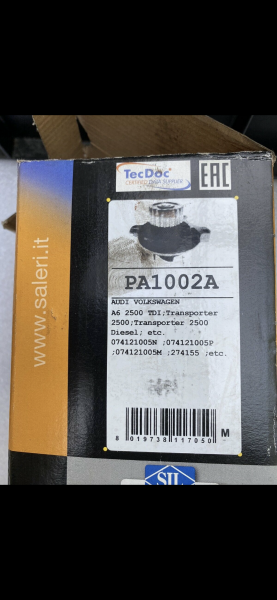 TecDoc
CERTIFIED DATA SUPPLIER
EAC
www.saleri.it
PA1002A
AUDI VOLKSWAGEN
A6 2500 TDI;Transporter
2500;Transporter 2500
Diesel; etc.
074121005N ;074121005P
;074121005M ;274155 ;etc.
8 019738 117050 M
SIL